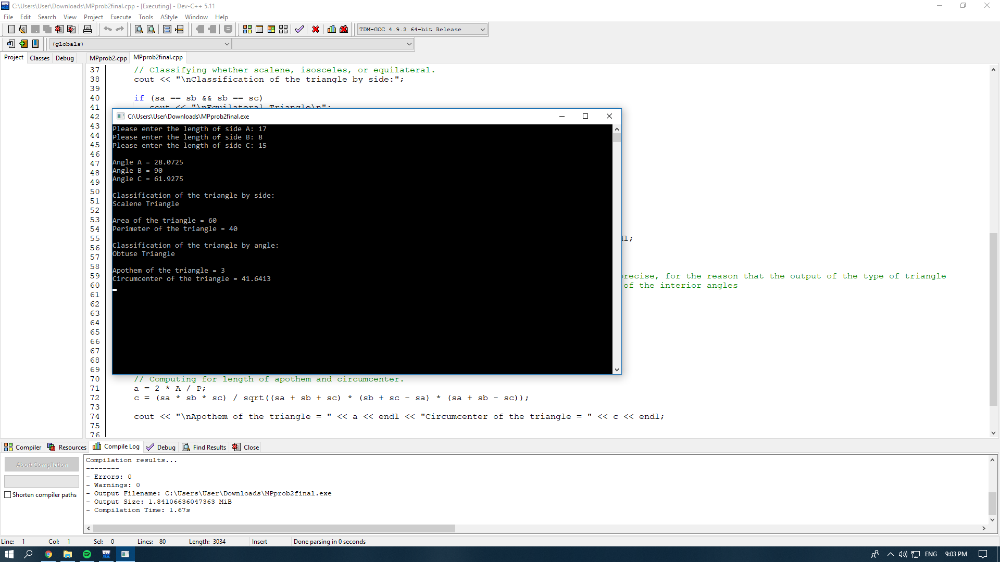 C:\Users\User\Downloads\MPprob2final.cpp - [Executing] - Dev-C++ 5.11
File Edit Search View Project Execute Tools AStyle Window Help
TDM-GCC 4.9.2 64-bit Release
(globals)
Project Classes Debug MPprob2.cpp MPprob2final.cpp
37 // Classifying whether scalene, isosceles, or equilateral.
38 cout << "\nClassification of the triangle by side:";
39
40 if (sa == sb && sb == sc)
41 cout << "\nEquilateral Triangle\n";
42
43
44
45
46
47
48
49
50
51
52
53
54
55 dl;
56
57
58
59 precise, for the reason that the output of the type of triangle
60 of the interior angles
61
62
63
64
65
66
67
68
69
C:\Users\User\Downloads\MPprob2final.exe
Please enter the length of side A: 17
Please enter the length of side B: 8
Please enter the length of side C: 15
Angle A = 28.0725
Angle B = 90
Angle C = 61.9275
Classification of the triangle by side:
Scalene Triangle
Area of the triangle = 60
Perimeter of the triangle = 40
Classification of the triangle by angle:
Obtuse Triangle
Apothem of the triangle = 3
Circumcenter of the triangle = 41.6413
70 // Computing for length of apothem and circumcenter.
71 a = 2 * A / P;
72 c = (sa * sb * sc) / sqrt((sa + sb + sc) * (sb + sc - sa) * (sa + sb - sc));
73
74 cout << "\nApothem of the triangle = " << a << endl << "Circumcenter of the triangle = " << c << endl;
75
76
Compiler Resources Compile Log Debug Find Results Close
Abort Compilation
Shorten compiler paths
Compilation results...
--------
- Errors: 0
- Warnings: 0
- Output Filename: C:\Users\User\Downloads\MPprob2final.exe
- Output Size: 1.84106636047363 MiB
- Compilation Time: 1.67s
Line: 1 Col: 1 Sel: 0 Lines: 80 Length: 3034 Insert Done parsing in 0 seconds
ENG 9:03 PM